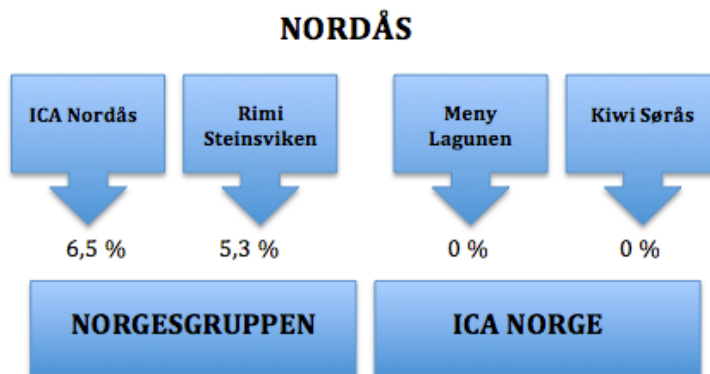 NORDÅS
ICA Nordås
Rimi
Steinsviken
Meny
Lagunen
Kiwi Sørås
6,5 %
5,3 %
0 %
0 %
NORGESGRUPPEN
ICA NORGE